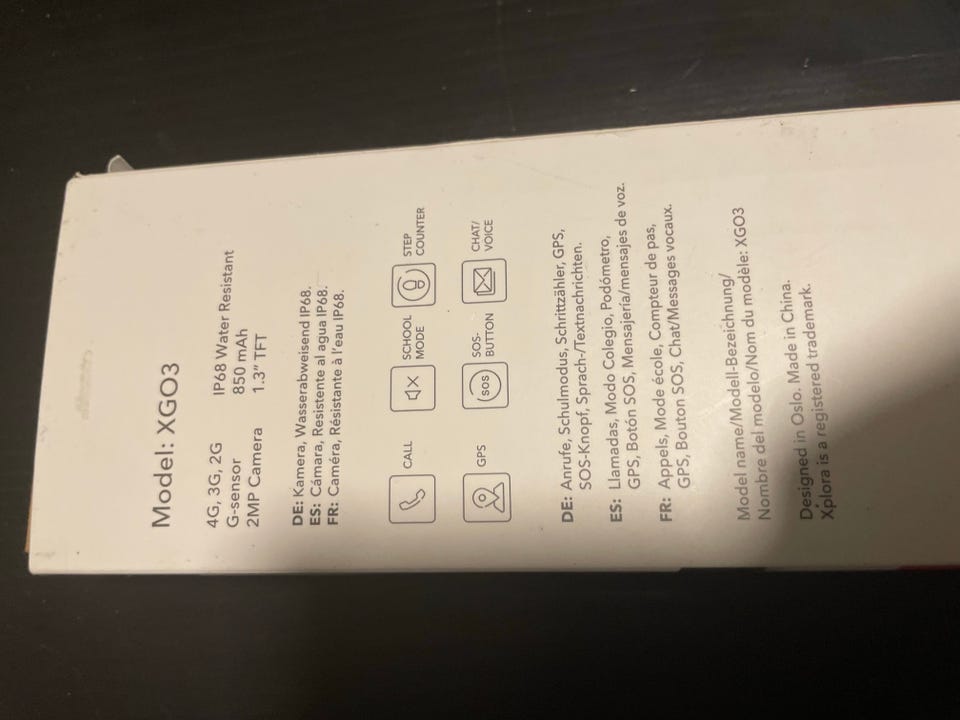 Model: XGO3
4G, 3G, 2G IP68 Water Resistant
G-sensor 850 mAh
2MP Camera 1.3" TFT
DE: Kamera, Wasserabweisend IP68.
ES: Cámara, Resistente al agua IP68.
FR: Caméra, Résistante à l'eau IP68.
CALL
SCHOOL
MODE
STEP
COUNTER
GPS
SOS
SOS-
BUTTON
CHAT/
VOICE
DE: Anrufe, Schulmodus, Schrittzähler, GPS,
SOS-Knopf, Sprach-/Textnachrichten.
ES: Llamadas, Modo Colegio, Podómetro,
GPS, Botón SOS, Mensajería/mensajes de voz.
FR: Appels, Mode école, Compteur de pas,
GPS, Bouton SOS, Chat/Messages vocaux.
Model name/Modell-Bezeichnung/
Nombre del modelo/Nom du modèle: XGO3
Designed in Oslo. Made in China.
Xplora is a registered trademark.